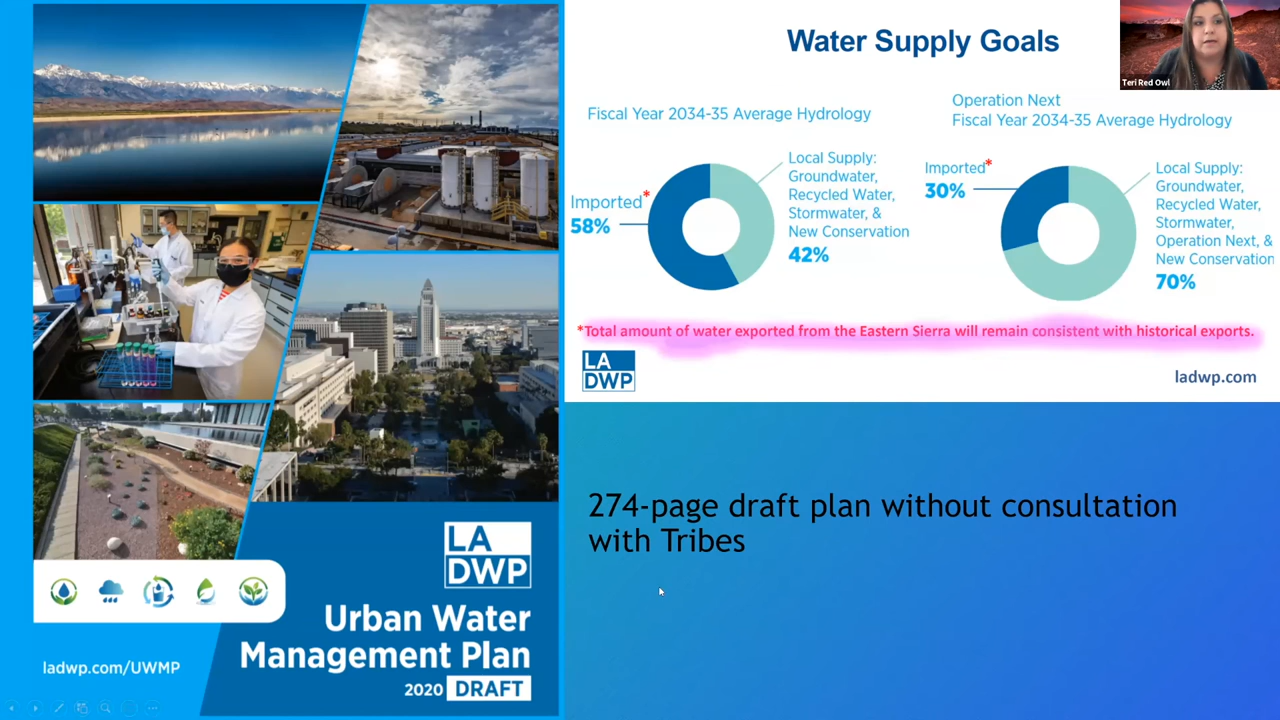 LA
DWP
Urban Water
Management Plan
2020 DRAFT
ladwp.com/UWMP
Water Supply Goals
Teri Red Owl
Fiscal Year 2034-35 Average Hydrology
Imported*
58%
Local Supply:
Groundwater,
Recycled Water,
Stormwater, &
New Conservation
42%
Operation Next
Fiscal Year 2034-35 Average Hydrology
Imported*
30%
Local Supply:
Groundwater,
Recycled Water,
Stormwater,
Operation Next, &
New Conservation
70%
*Total amount of water exported from the Eastern Sierra will remain consistent with historical exports.
LA
DWP
ladwp.com
274-page draft plan without consultation
with Tribes